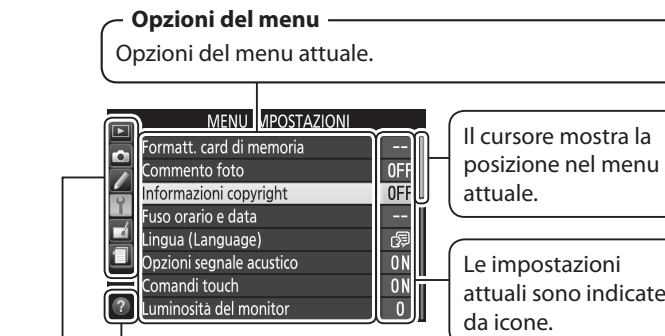 Opzioni del menu
Opzioni del menu attuale.
MENU IMPOSTAZIONI
Formatt. card di memoria --
Commento foto OFF
Informazioni copyright OFF
Fuso orario e data --
Lingua (Language)
Opzioni segnale acustico ON
Comandi touch ON
Luminosità del monitor 0
?
Il cursore mostra la
posizione nel menu
attuale.
Le impostazioni
attuali sono indicate
da icone.